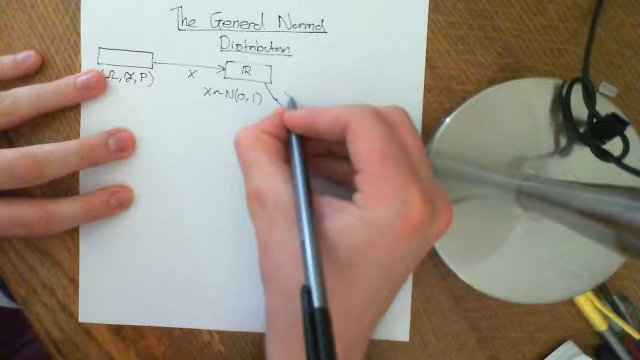 The General Normal
Distribution
(Ω, F, P)
X
R
X ~ N(0, 1)